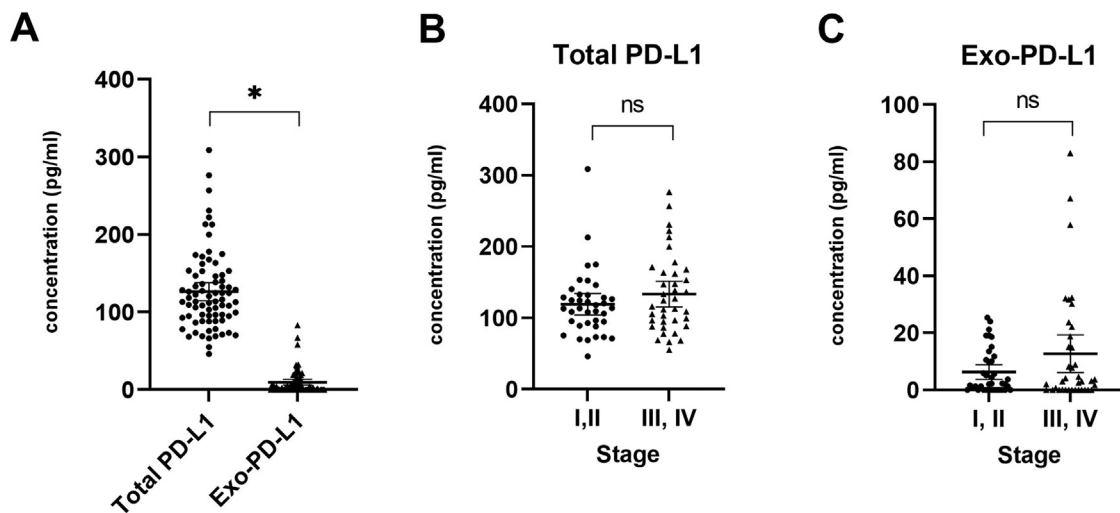 A
concentration (pg/ml)
400
300
200
100
0
*
Total PD-L1
Exo-PD-L1
B
Total PD-L1
concentration (pg/ml)
400
300
200
100
0
ns
I,II
III, IV
Stage
C
Exo-PD-L1
concentration (pg/ml)
100
80
60
40
20
0
ns
I, II
III, IV
Stage